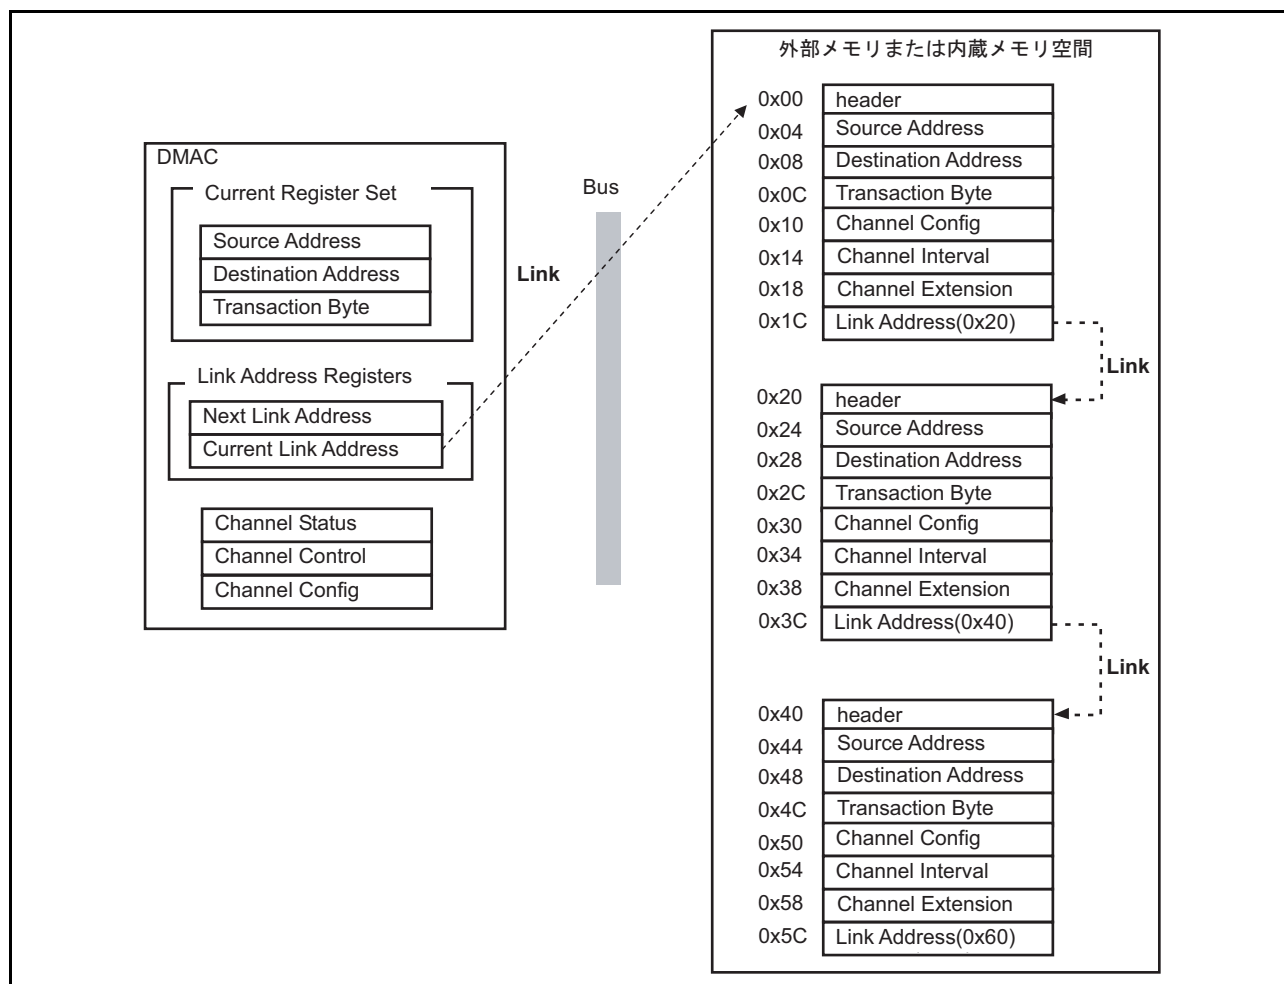 DMAC
Current Register Set
Source Address
Destination Address
Transaction Byte
Link Address Registers
Next Link Address
Current Link Address
Channel Status
Channel Control
Channel Config
Link
Bus
外部メモリまたは内蔵メモリ空間
0x00 header
0x04 Source Address
0x08 Destination Address
0x0C Transaction Byte
0x10 Channel Config
0x14 Channel Interval
0x18 Channel Extension
0x1C Link Address(0x20)
Link
0x20 header
0x24 Source Address
0x28 Destination Address
0x2C Transaction Byte
0x30 Channel Config
0x34 Channel Interval
0x38 Channel Extension
0x3C Link Address(0x40)
Link
0x40 header
0x44 Source Address
0x48 Destination Address
0x4C Transaction Byte
0x50 Channel Config
0x54 Channel Interval
0x58 Channel Extension
0x5C Link Address(0x60)